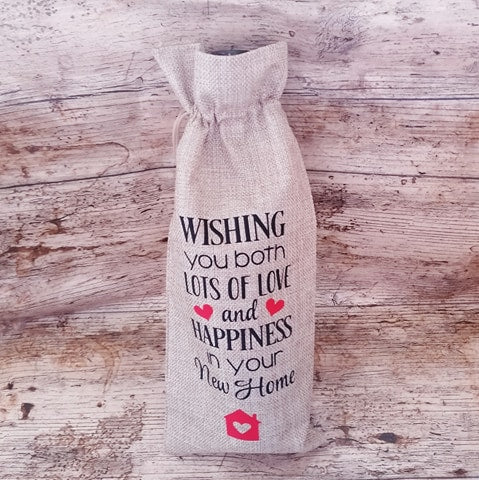 WISHING
you both
LOTS OF LOVE
and
HAPPINESS
in your
New Home